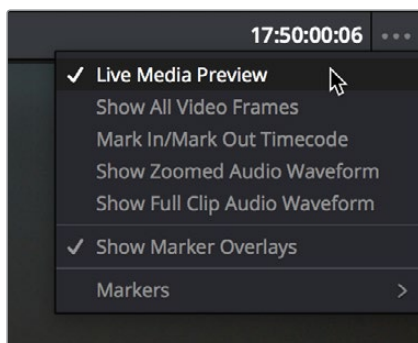 17:50:00:06
Live Media Preview
Show All Video Frames
Mark In/Mark Out Timecode
Show Zoomed Audio Waveform
Show Full Clip Audio Waveform
Show Marker Overlays
Markers